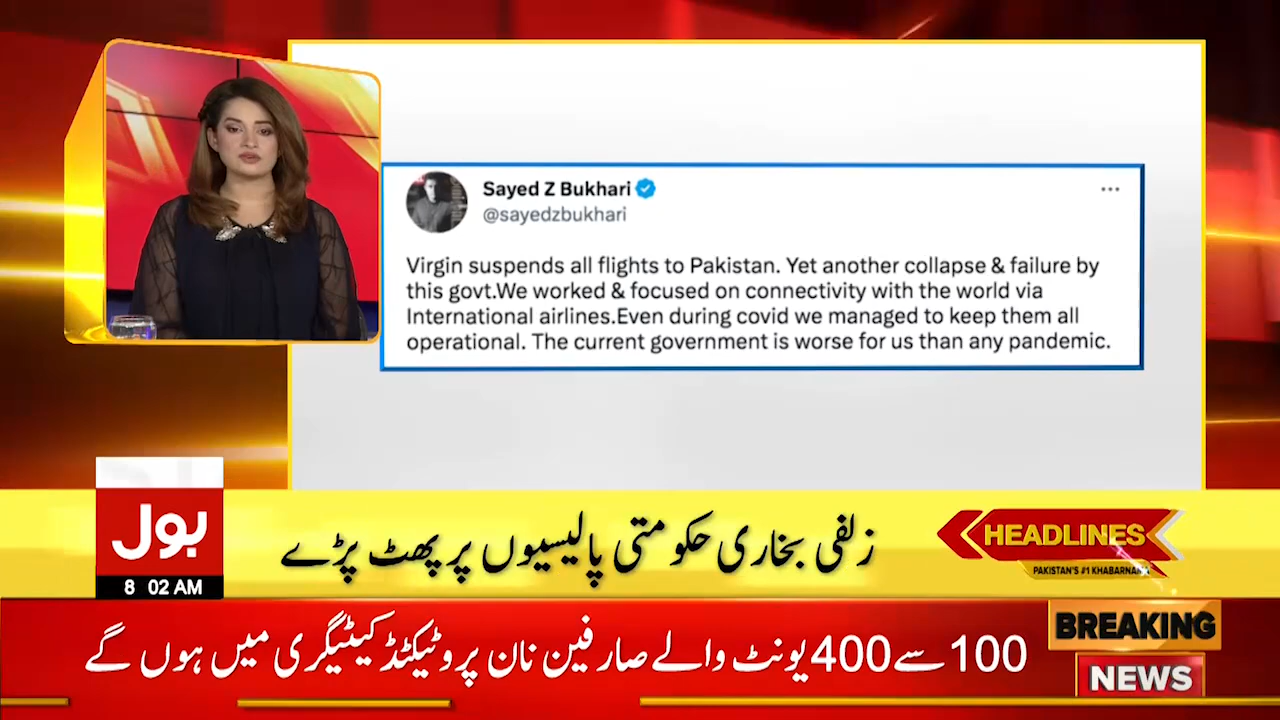 Sayed Z Bukhari
@sayedzbukhari
Virgin suspends all flights to Pakistan. Yet another collapse & failure by
this govt.We worked & focused on connectivity with the world via
International airlines.Even during covid we managed to keep them all
operational. The current government is worse for us than any pandemic.
بول
8 02 AM
زلفی بخاری حکومتی پالیسیوں پر پھٹ پڑے
HEADLINES
PAKISTAN'S #1 KHABARNAMA
100 سے 400 یونٹ والے صارفین نان پروٹیکٹڈ کیٹیگری میں ہوں گے
BREAKING
NEWS